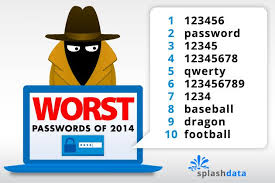 WORST
PASSWORDS OF 2014
1 123456
2 password
3 12345
4 12345678
5 qwerty
6 123456789
7 1234
8 baseball
9 dragon
10 football
splashdata